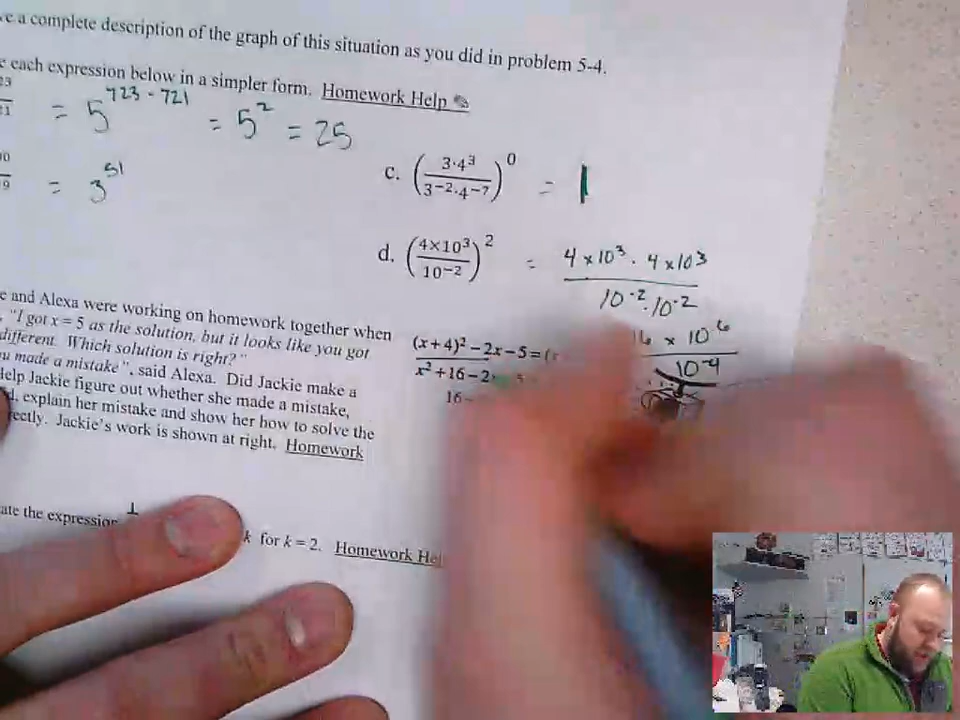 e a complete description of the graph of this situation as you did in problem 5-4.
e each expression below in a simpler form. Homework Help
= 5^{723-721} = 5^2 = 25
= 3^{51}
c. (3·4^3 / 3^{-2}·4^{-7})^0 = 1
d. (4×10^3 / 10^{-2})^2 = 4×10^3 · 4×10^3 / 10^{-2}·10^{-2}
16 × 10^6 / 10^{-4}
e and Alexa were working on homework together when
"I got x = 5 as the solution, but it looks like you got
different. Which solution is right?"
u made a mistake", said Alexa. Did Jackie make a
elp Jackie figure out whether she made a mistake,
d, explain her mistake and show her how to solve the
rectly. Jackie's work is shown at right. Homework
(x+4)^2 − 2x − 5 = (x
x^2 + 16 − 2
16 −
ate the expression
k for k = 2. Homework Hel